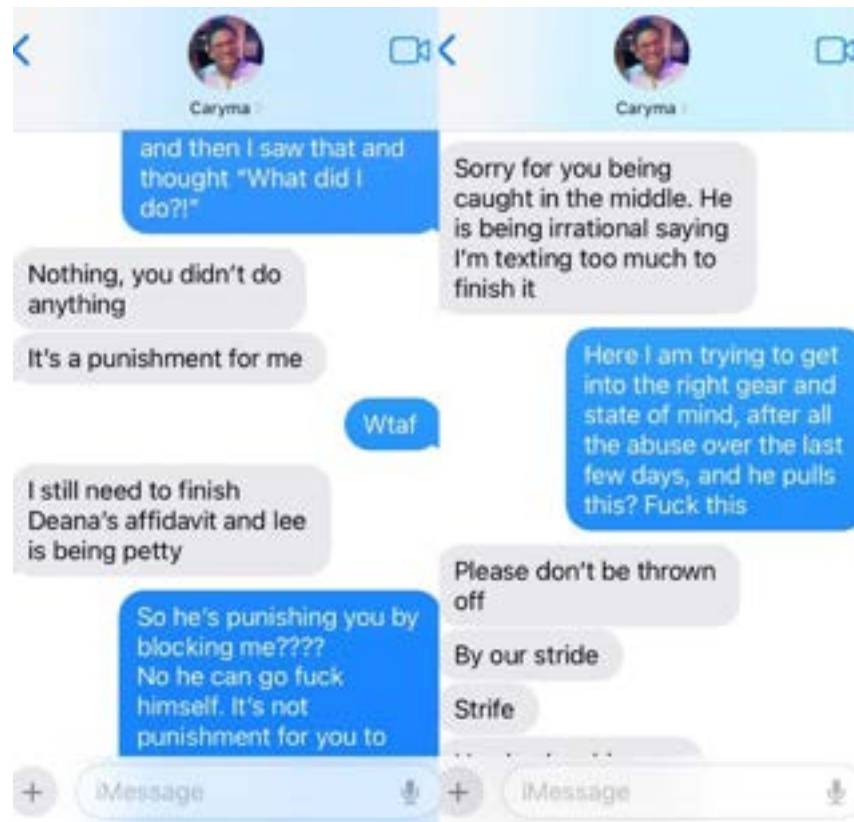 Caryma
and then I saw that and
thought "What did I
do?!"
Nothing, you didn't do
anything
It's a punishment for me
Wtaf
I still need to finish
Deana's affidavit and lee
is being petty
So he's punishing you by
blocking me????
No he can go fuck
himself. It's not
punishment for you to
iMessage
Caryma
Sorry for you being
caught in the middle. He
is being irrational saying
I'm texting too much to
finish it
Here I am trying to get
into the right gear and
state of mind, after all
the abuse over the last
few days, and he pulls
this? Fuck this
Please don't be thrown
off
By our stride
Strife
iMessage